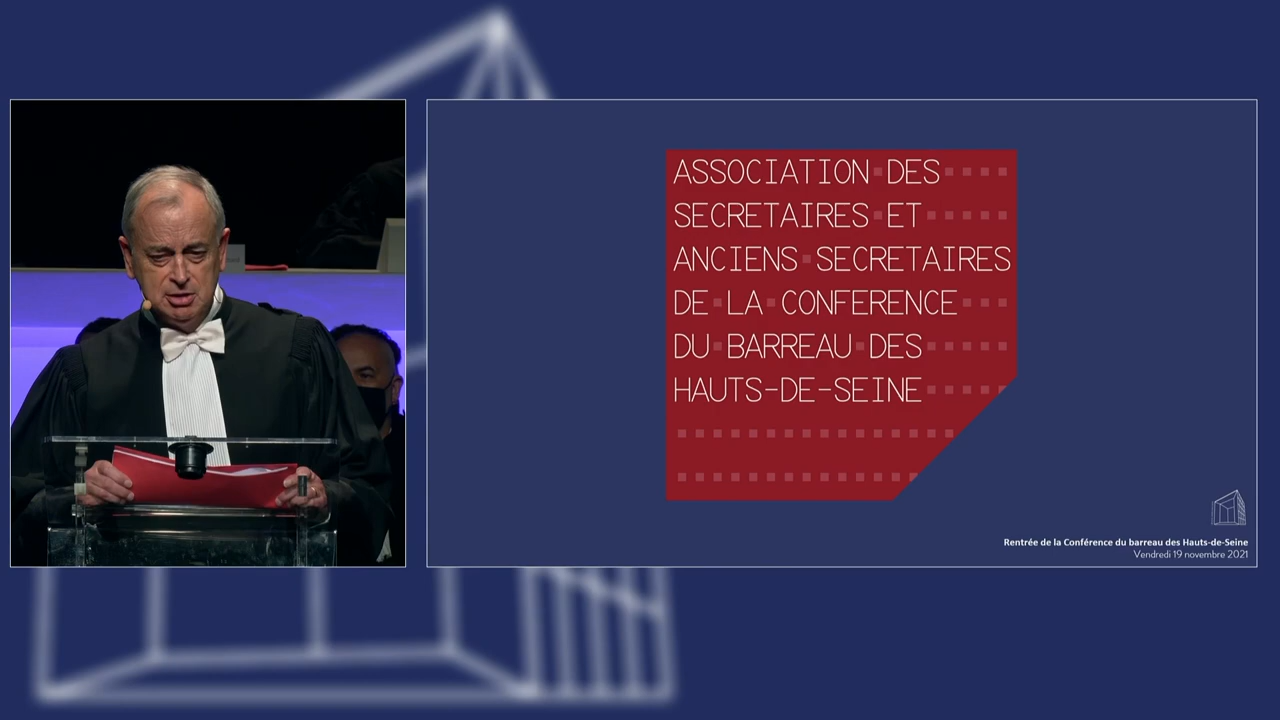 ASSOCIATION DES
SECRETAIRES ET
ANCIENS SECRETAIRES
DE LA CONFERENCE
DU BARREAU DES
HAUTS-DE-SEINE
Rentrée de la Conférence du barreau des Hauts-de-Seine
Vendredi 19 novembre 2021